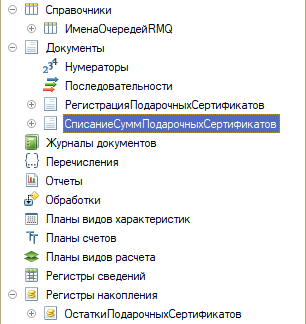 Справочники
ИменаОчередейRMQ
Документы
Нумераторы
Последовательности
РегистрацияПодарочныхСертификатов
СписаниеСуммПодарочныхСертификатов
Журналы документов
Перечисления
Отчеты
Обработки
Планы видов характеристик
Планы счетов
Планы видов расчета
Регистры сведений
Регистры накопления
ОстаткиПодарочныхСертификатов